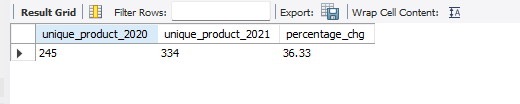 Result Grid Filter Rows: Export: Wrap Cell Content:
unique_product_2020 unique_product_2021 percentage_chg
245 334 36.33